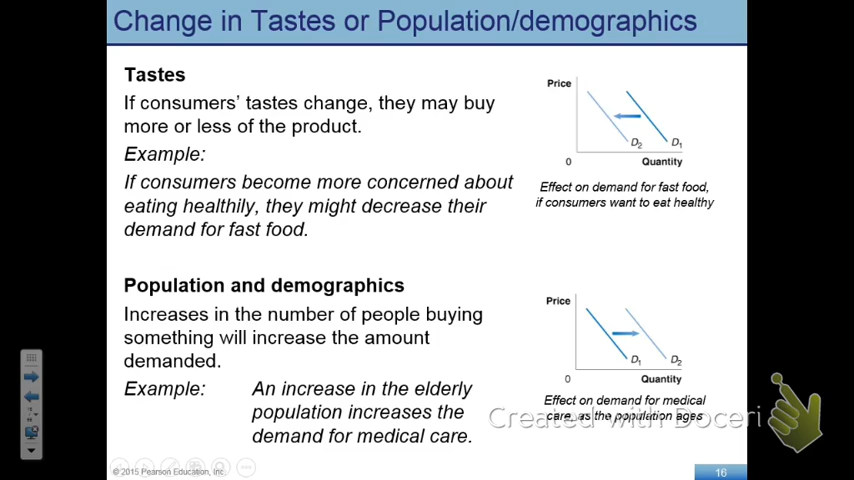 Change in Tastes or Population/demographics
Tastes
If consumers' tastes change, they may buy
more or less of the product.
Example:
If consumers become more concerned about
eating healthily, they might decrease their
demand for fast food.
Price
D2
D1
0
Quantity
Effect on demand for fast food,
if consumers want to eat healthy
Population and demographics
Increases in the number of people buying
something will increase the amount
demanded.
Example:
An increase in the elderly
population increases the
demand for medical care.
Price
D1
D2
0
Quantity
Effect on demand for medical
care, as the population ages
Created with Doceri
© 2015 Pearson Education, Inc.
16